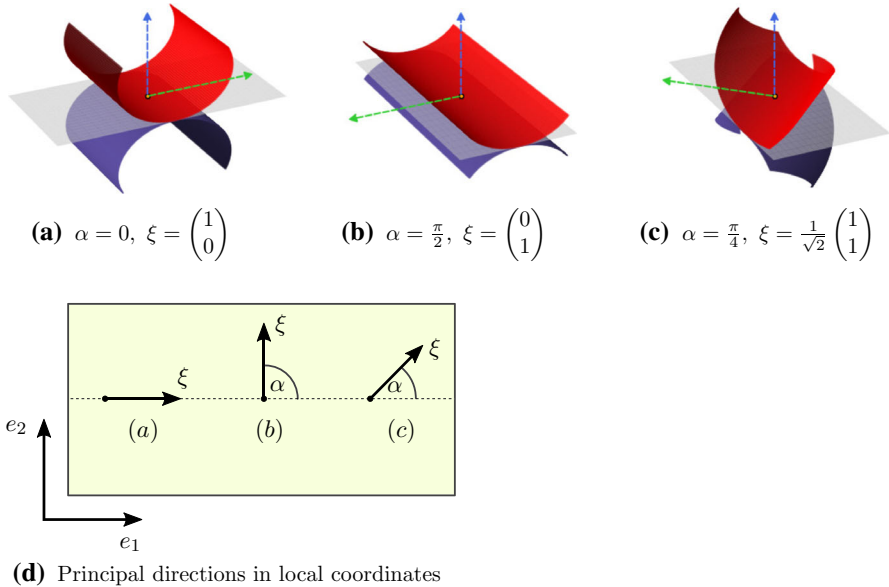 (a) α = 0, ξ = (1 0)
(b) α = π/2, ξ = (0 1)
(c) α = π/4, ξ = 1/√2 (1 1)
ξ ξ ξ
α α
(a) (b) (c)
e₂
e₁
(d) Principal directions in local coordinates